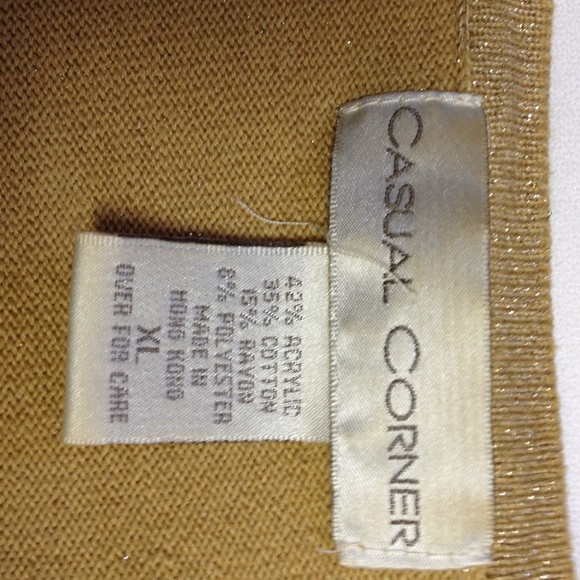 CASUAL CORNER
42% ACRYLIC
35% COTTON
15% RAYON
8% POLYESTER
MADE IN
HONG KONG
XL
OVER FOR CARE